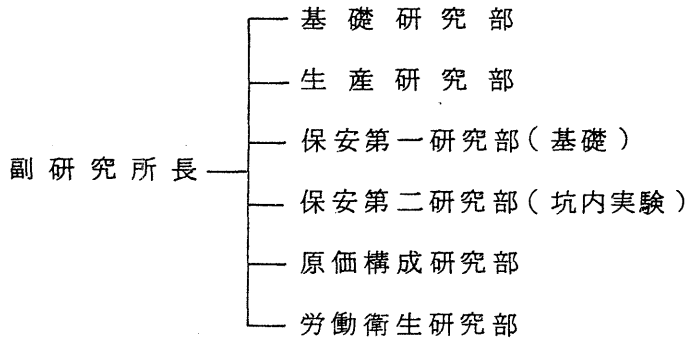 基礎研究部
生産研究部
保安第一研究部(基礎)
副研究所長
保安第二研究部(坑内実験)
原価構成研究部
労働衛生研究部